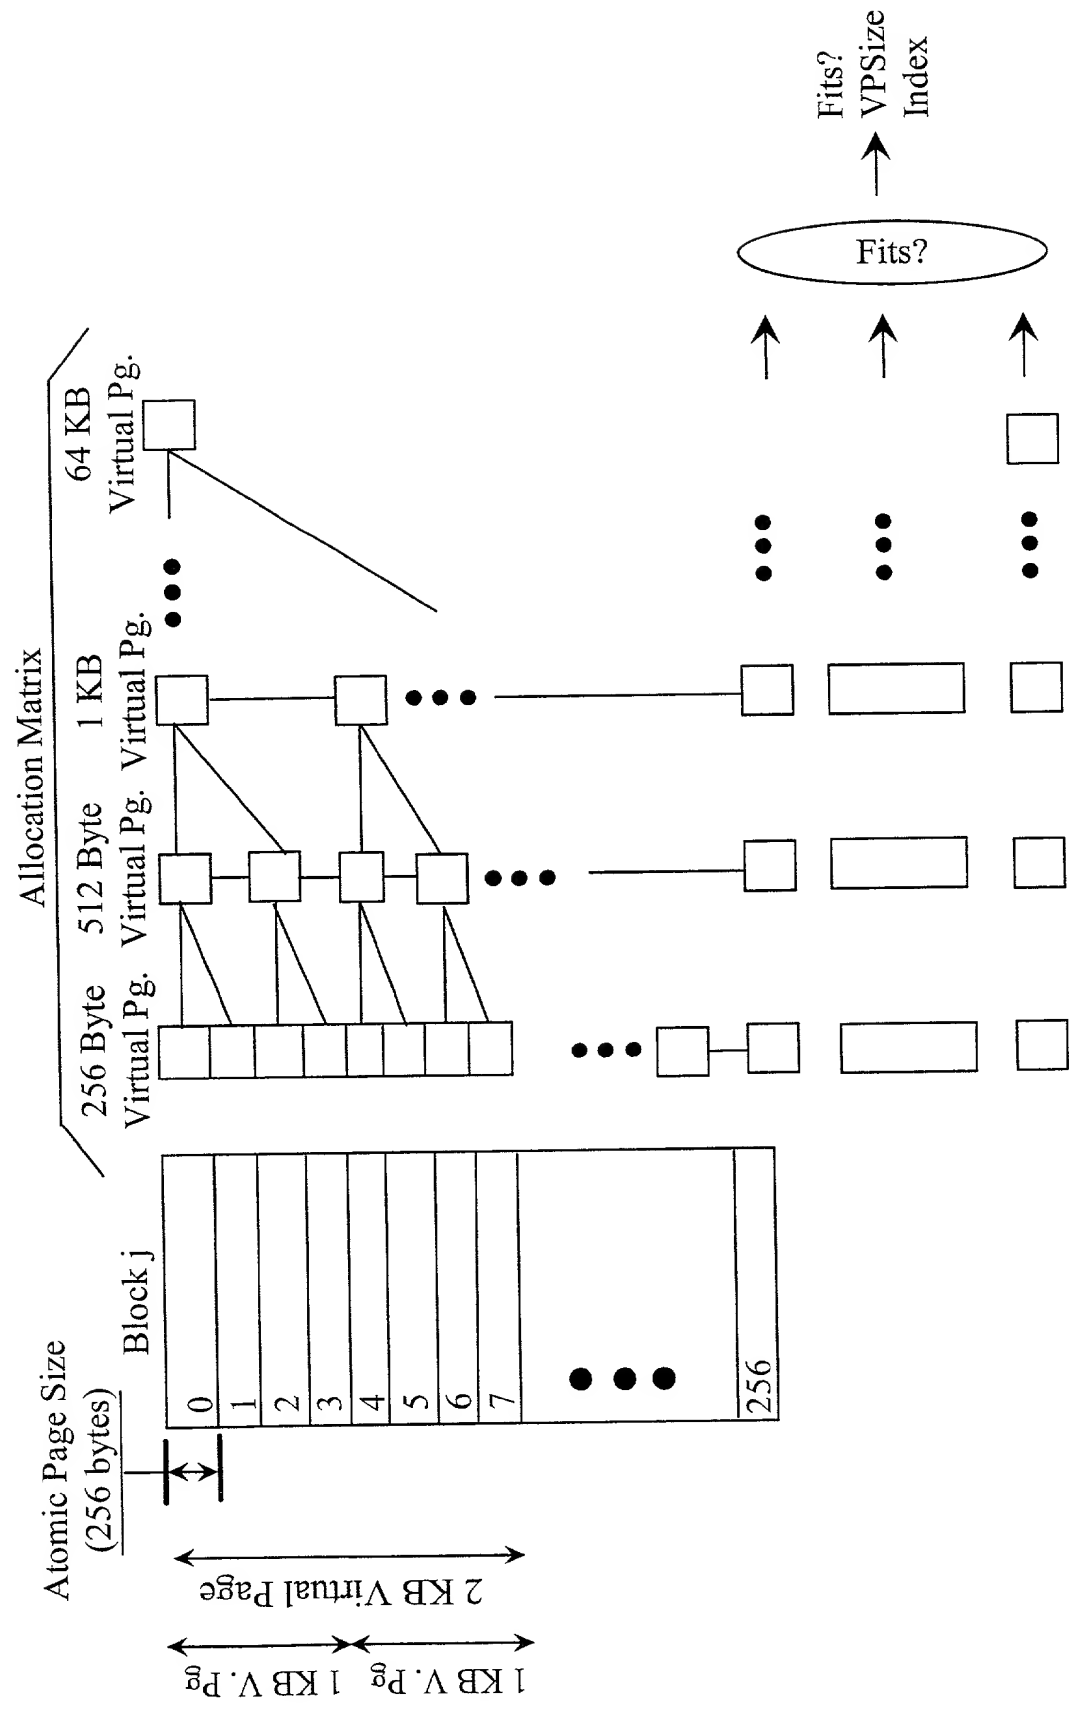 Allocation Matrix
256 Byte
Virtual Pg.
512 Byte
Virtual Pg.
1 KB
Virtual Pg.
64 KB
Virtual Pg.
Atomic Page Size
(256 bytes)
Block j
0
1
2
3
4
5
6
7
256
2 KB Virtual Page
1 KB V. Pg
1 KB V. Pg
Fits?
Fits?
VPSize
Index